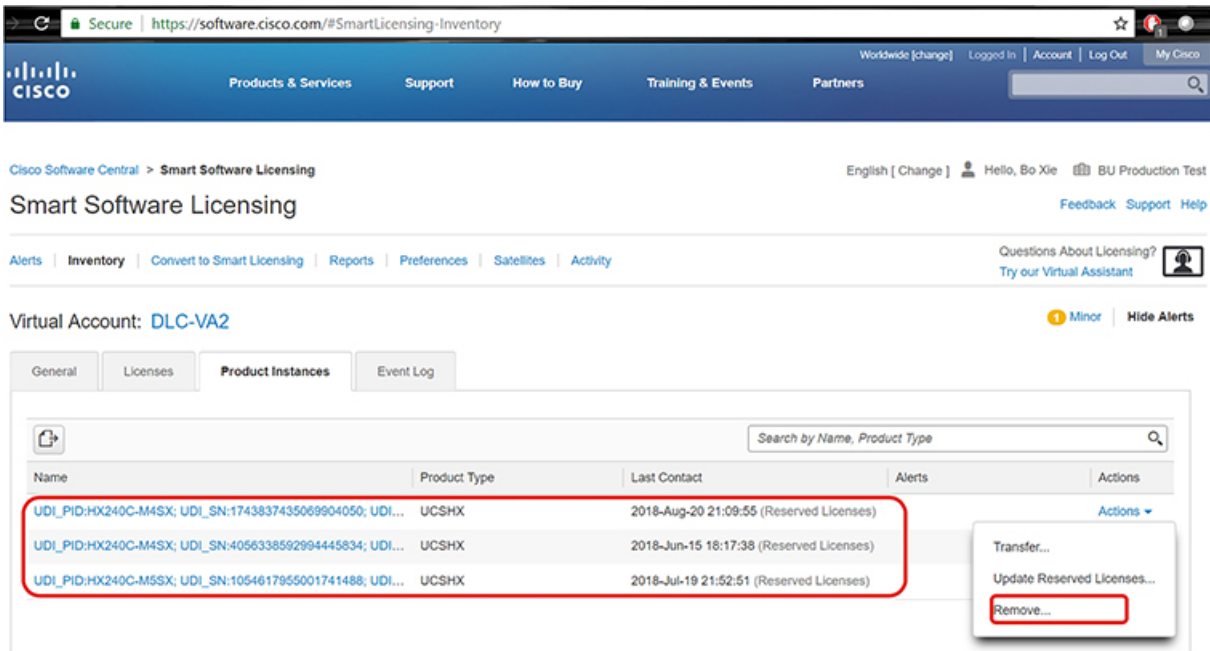 Secure | https://software.cisco.com/#SmartLicensing-Inventory
1
Worldwide [change] Logged In | Account | Log Out My Cisco
CISCO
Products & Services Support How to Buy Training & Events Partners
Cisco Software Central > Smart Software Licensing
English [ Change ] Hello, Bo Xie BU Production Test
Smart Software Licensing
Feedback Support Help
Alerts | Inventory | Convert to Smart Licensing | Reports | Preferences | Satellites | Activity
Questions About Licensing?
Try our Virtual Assistant
Virtual Account: DLC-VA2
1 Minor | Hide Alerts
General Licenses Product Instances Event Log
Search by Name, Product Type
Name Product Type Last Contact Alerts Actions
UDI_PID:HX240C-M4SX; UDI_SN:1743837435069904050; UDI... UCSHX 2018-Aug-20 21:09:55 (Reserved Licenses) Actions
UDI_PID:HX240C-M4SX; UDI_SN:4056338592994445834; UDI... UCSHX 2018-Jun-15 18:17:38 (Reserved Licenses)
Transfer...
UDI_PID:HX240C-M5SX; UDI_SN:1054617955001741488; UDI... UCSHX 2018-Jul-19 21:52:51 (Reserved Licenses)
Update Reserved Licenses...
Remove...